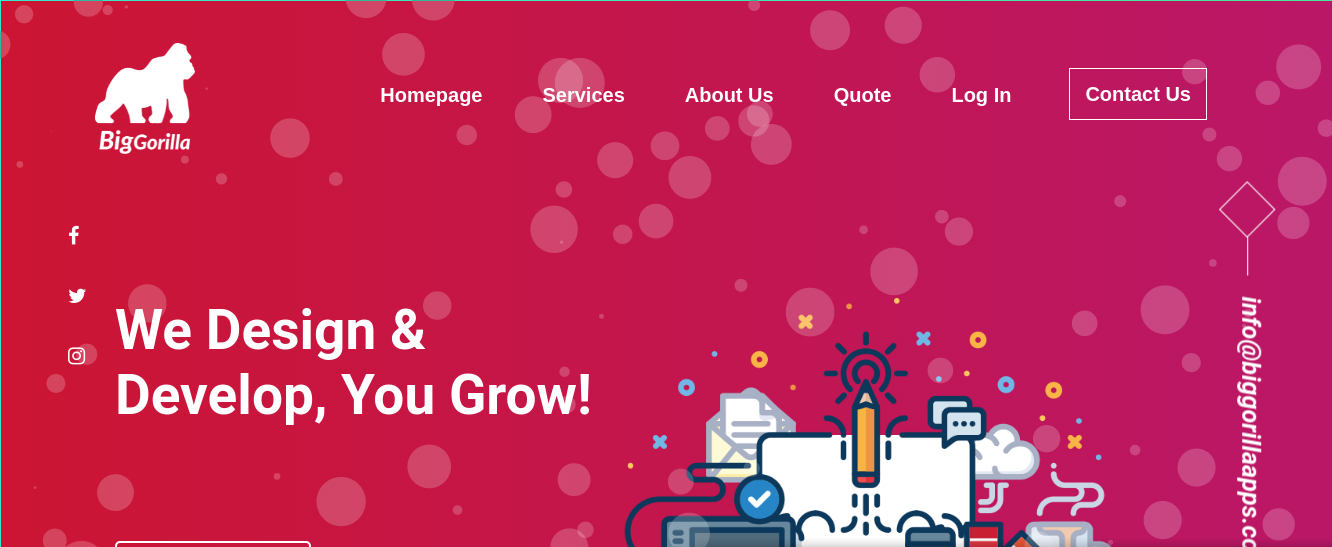 BigGorilla
Homepage
Services
About Us
Quote
Log In
Contact Us
We Design &
Develop, You Grow!
info@biggorillaapps.co